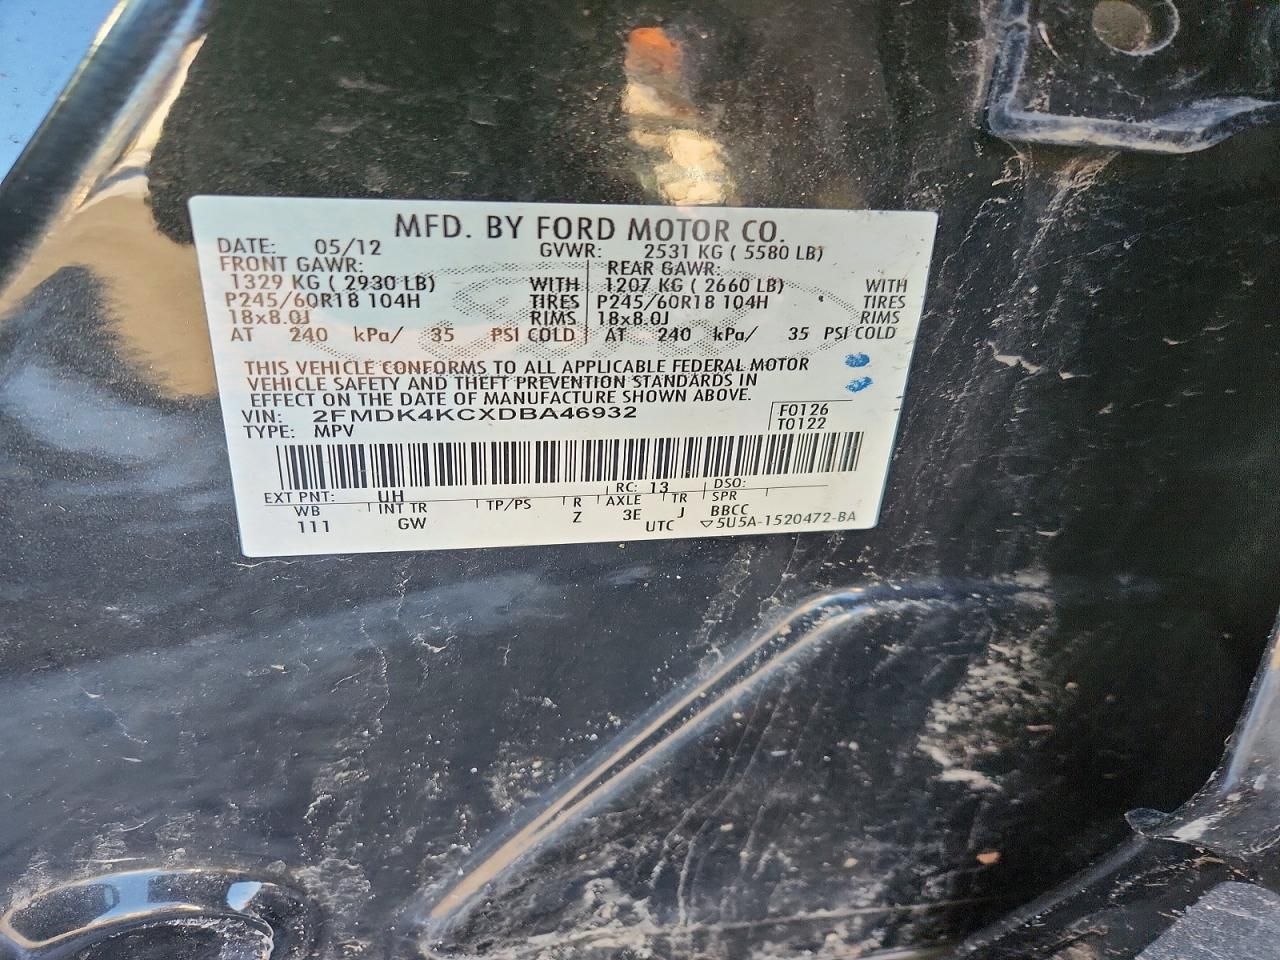 MFD. BY FORD MOTOR CO.
DATE: 05/12 GVWR: 2531 KG ( 5580 LB)
FRONT GAWR: REAR GAWR:
1329 KG ( 2930 LB) WITH 1207 KG ( 2660 LB) WITH
P245/60R18 104H TIRES P245/60R18 104H TIRES
18x8.0J RIMS 18x8.0J RIMS
AT 240 kPa/ 35 PSI COLD AT 240 kPa/ 35 PSI COLD
THIS VEHICLE CONFORMS TO ALL APPLICABLE FEDERAL MOTOR
VEHICLE SAFETY AND THEFT PREVENTION STANDARDS IN
EFFECT ON THE DATE OF MANUFACTURE SHOWN ABOVE.
VIN: 2FMDK4KCXDBA46932 F0126
TYPE: MPV T0122
EXT PNT: UH RC: 13 DSO:
WB INT TR TP/PS R AXLE TR SPR
111 GW Z 3E J BBCC
UTC ▽5U5A-1520472-BA